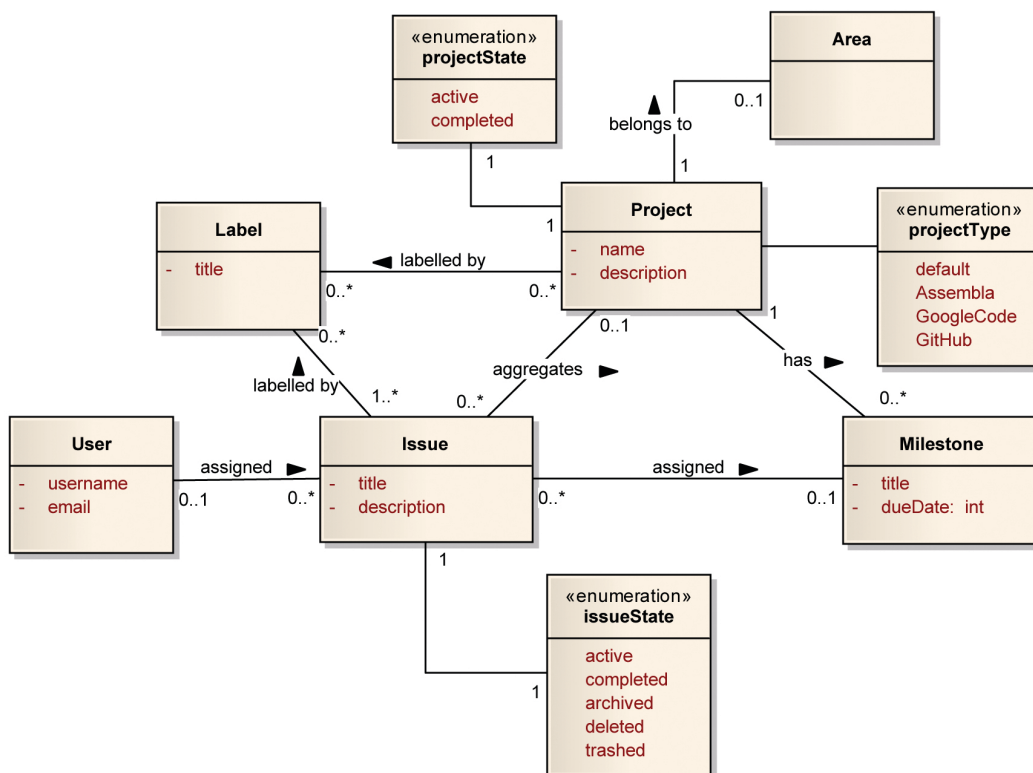 «enumeration»
projectState
active
completed
Area
0..1
belongs to
1
1
1
Project
- name
- description
«enumeration»
projectType
default
Assembla
GoogleCode
GitHub
Label
- title
labelled by
0..*
0..*
0..*
labelled by
1..*
0..1
aggregates
0..*
1
has
0..*
User
- username
- email
assigned
0..1
0..*
Issue
- title
- description
assigned
0..*
0..1
Milestone
- title
- dueDate: int
1
1
«enumeration»
issueState
active
completed
archived
deleted
trashed